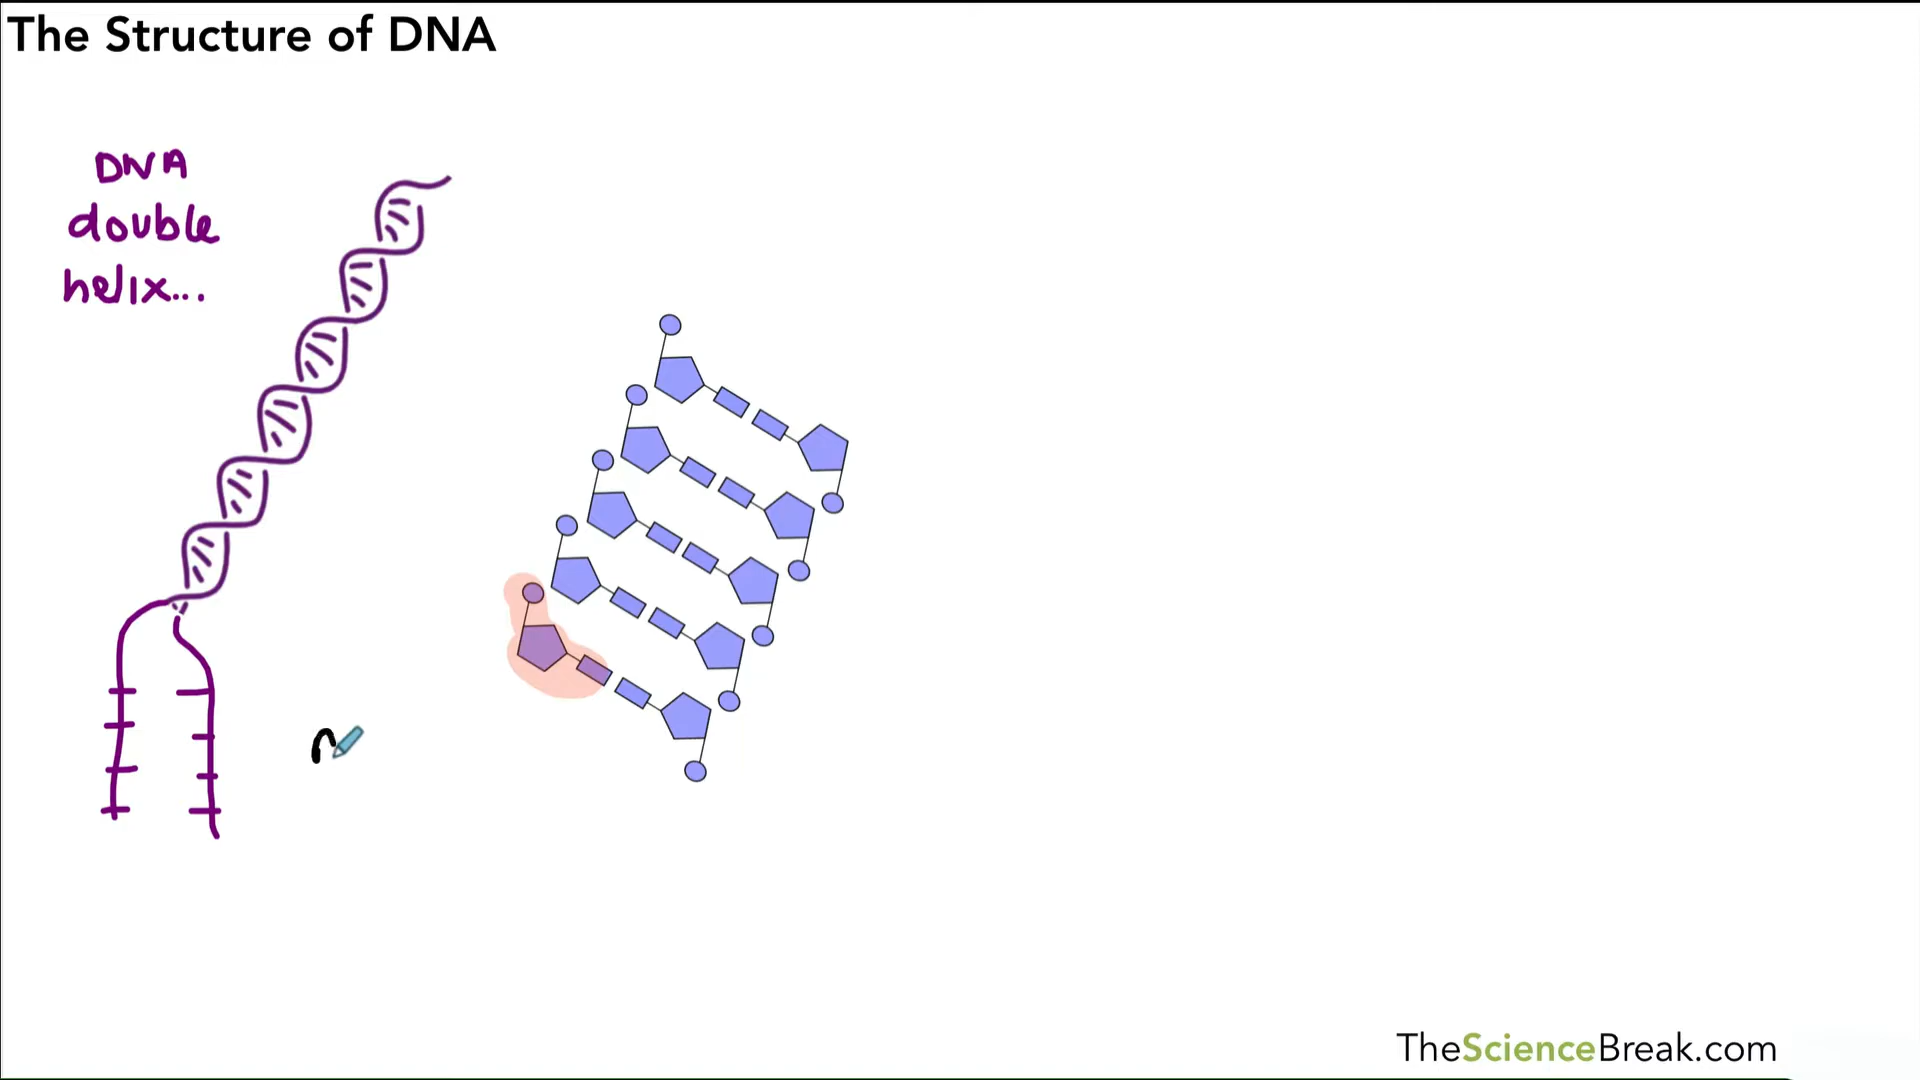 The Structure of DNA
DNA
double
helix...
n
TheScienceBreak.com